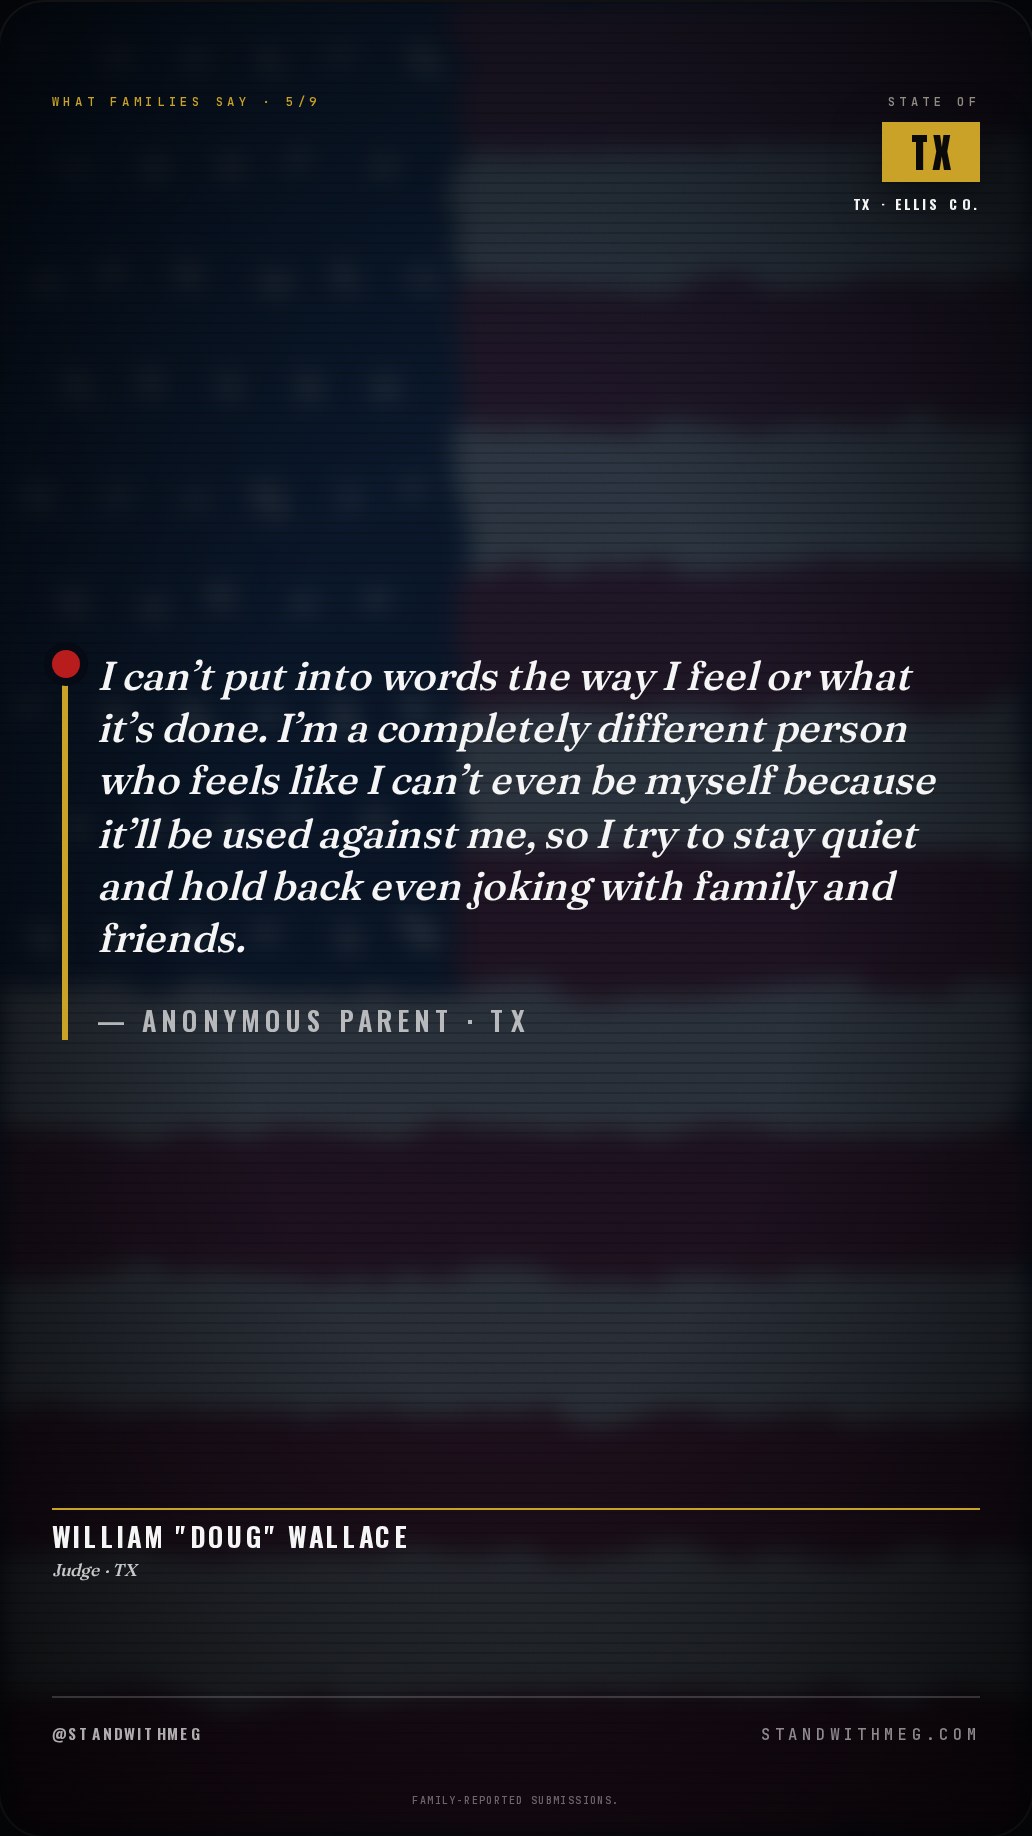 WHAT FAMILIES SAY · 5/9
STATE OF
TX
TX · ELLIS CO.
I can’t put into words the way I feel or what
it’s done. I’m a completely different person
who feels like I can’t even be myself because
it’ll be used against me, so I try to stay quiet
and hold back even joking with family and
friends.
— ANONYMOUS PARENT · TX
WILLIAM "DOUG" WALLACE
Judge · TX
@STANDWITHMEG
STANDWITHMEG.COM
FAMILY-REPORTED SUBMISSIONS.